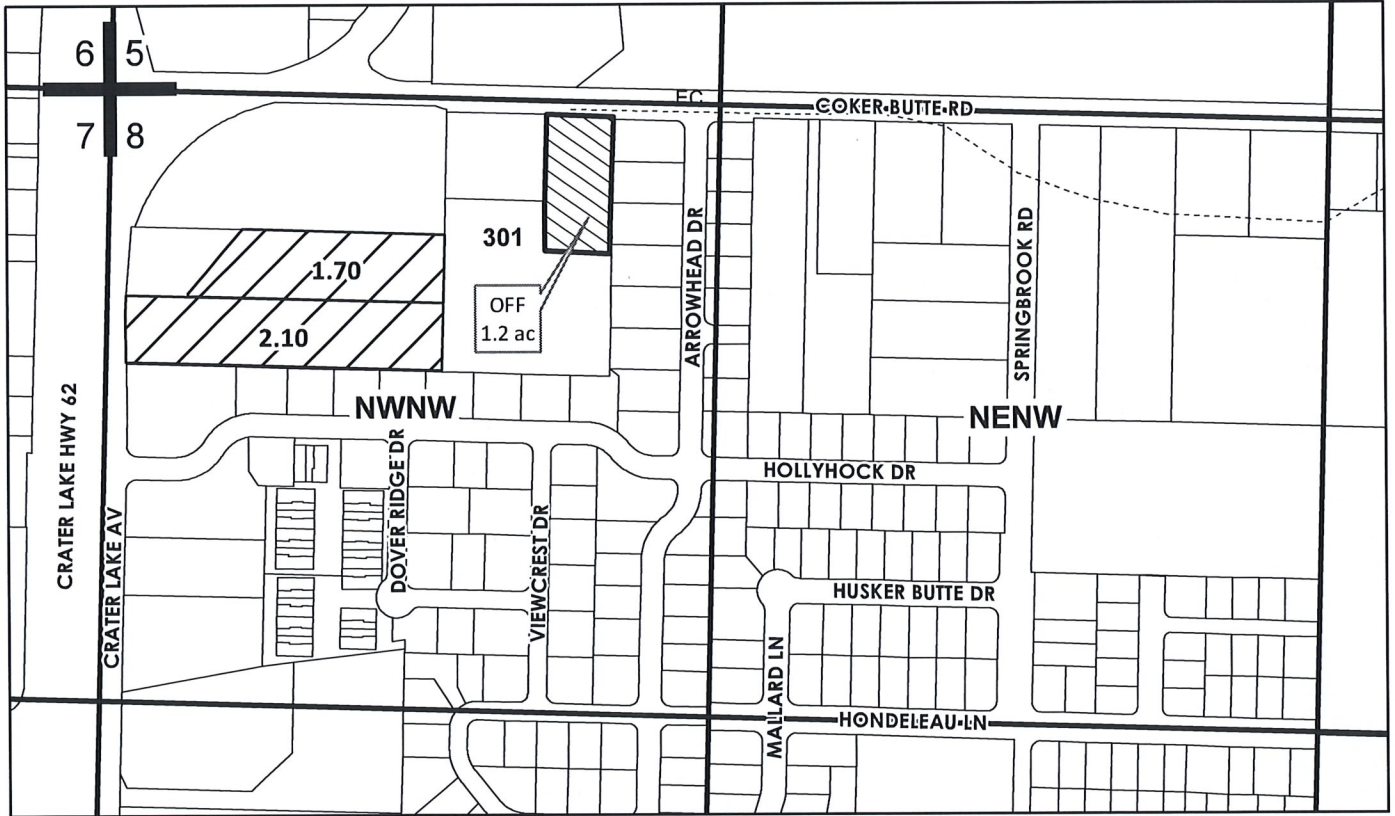 6 5
7 8
EC
COKER BUTTE RD
301
OFF
1.2 ac
1.70
2.10
ARROWHEAD DR
SPRINGBROOK RD
CRATER LAKE HWY 62
CRATER LAKE AV
NWNW
NENW
DOVER RIDGE DR
VIEWCREST DR
HOLLYHOCK DR
HUSKER BUTTE DR
MALLARD LN
HONDELEAU LN